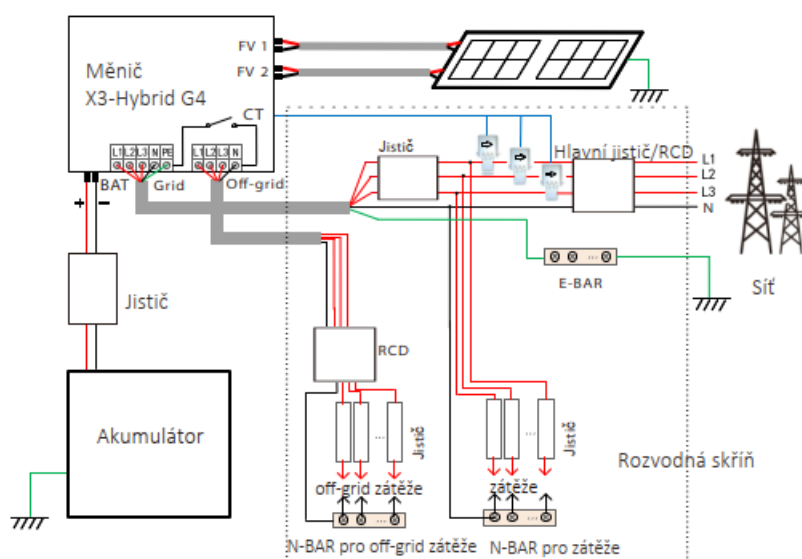 FV 1
FV 2
Měnič
X3-Hybrid G4
CT
L1 L2 L3 N PE
L1 L2 L3 N
BAT
Grid
Off-grid
+ −
Jistič
Hlavní jistič/RCD
L1
L2
L3
N
E-BAR
Síť
Jistič
RCD
Akumulátor
Jistič
Jistič
Rozvodná skříň
off-grid zátěže
zátěže
N-BAR pro off-grid zátěže
N-BAR pro zátěže